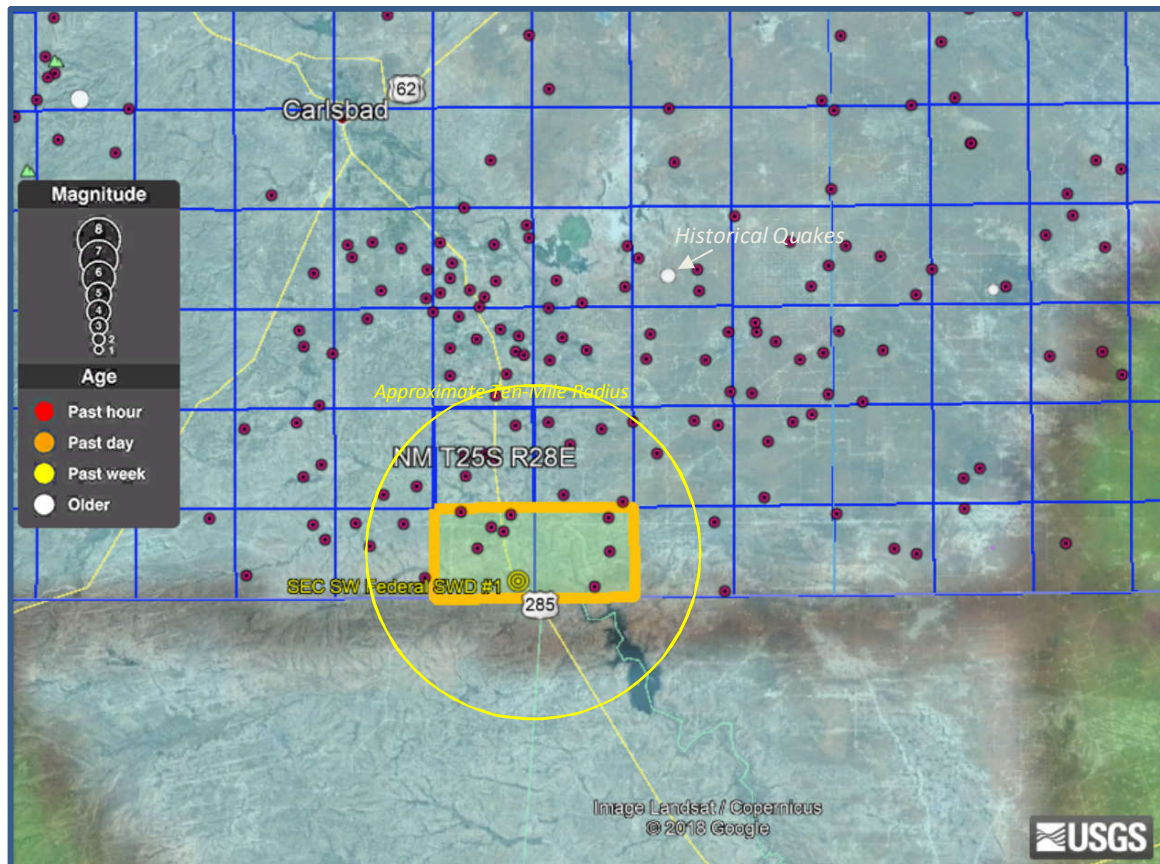 62
Carlsbad
Magnitude
8
7
6
5
4
3
2
1
Historical Quakes
Age
Past hour
Past day
Past week
Older
Approximate Ten-Mile Radius
NM T25S R28E
SEC SW Federal SWD #1
285
Image Landsat / Copernicus
© 2018 Google
USGS